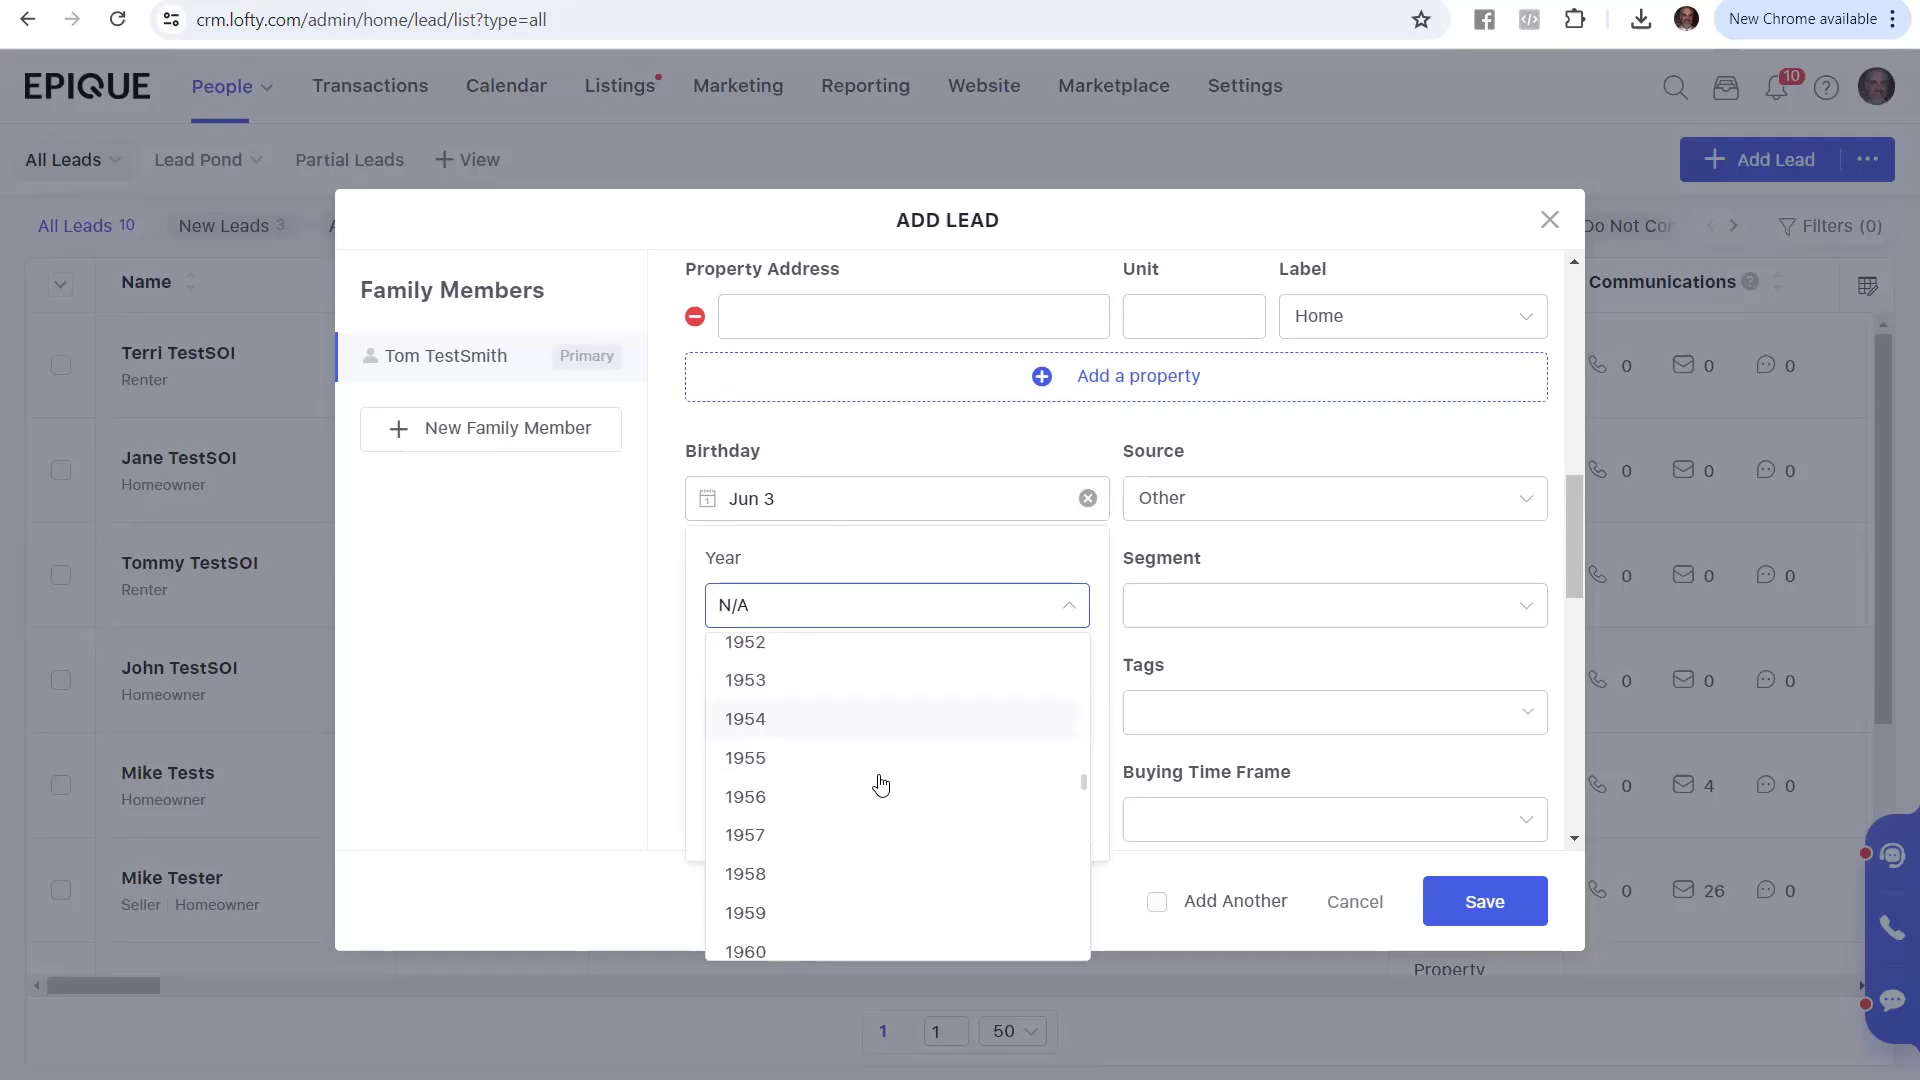 crm.lofty.com/admin/home/lead/list?type=all
New Chrome available
EPIQUE
People
Transactions
Calendar
Listings
Marketing
Reporting
Website
Marketplace
Settings
10
All Leads
Lead Pond
Partial Leads
View
Add Lead
All Leads 10
New Leads 3
Do Not Con
Filters (0)
Name
Communications
Terri TestSOI
Renter
0 0 0
Jane TestSOI
Homeowner
0 0 0
Tommy TestSOI
Renter
0 0 0
John TestSOI
Homeowner
0 0 0
Mike Tests
Homeowner
0 4 0
Mike Tester
Seller Homeowner
0 26 0
Property
1 1 50
ADD LEAD
Family Members
Tom TestSmith Primary
New Family Member
Property Address Unit Label
Home
Add a property
Birthday Source
1 Jun 3 Other
Year Segment
N/A
1952
1953
1954
1955
1956
1957
1958
1959
1960
Tags
Buying Time Frame
Add Another Cancel Save